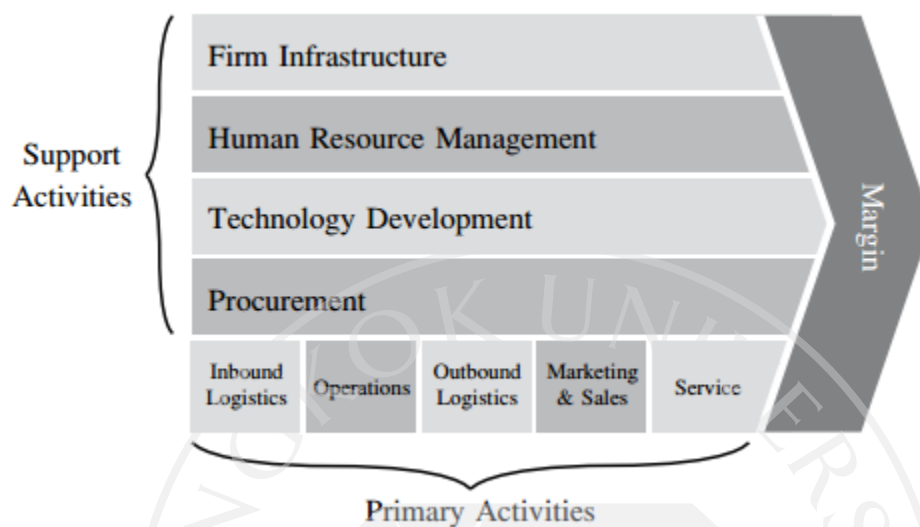 Firm Infrastructure
Human Resource Management
Support
Activities
Technology Development
Procurement
Margin
Inbound
Logistics
Operations
Outbound
Logistics
Marketing
& Sales
Service
Primary Activities